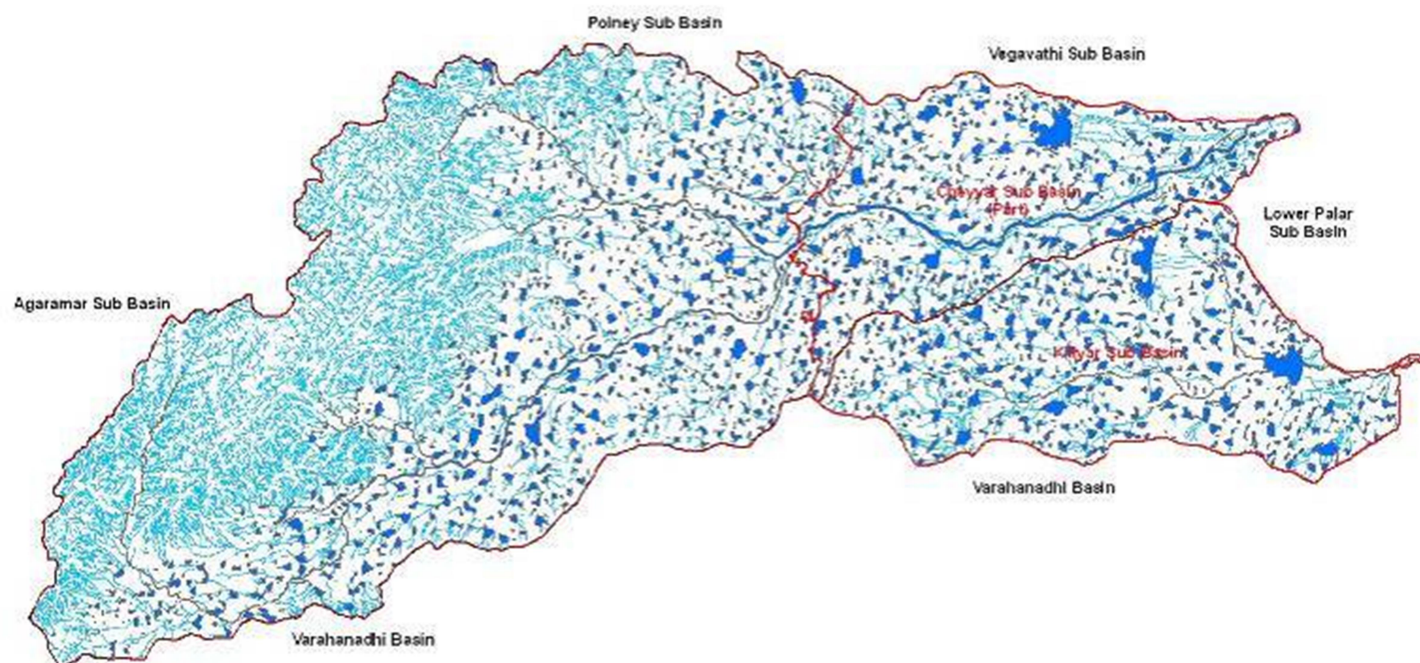 Polney Sub Basin
Vegavathi Sub Basin
Cheyyar Sub Basin
(Part)
Lower Palar
Sub Basin
Agaramar Sub Basin
Kiliyar Sub Basin
Varahanadhi Basin
Varahanadhi Basin